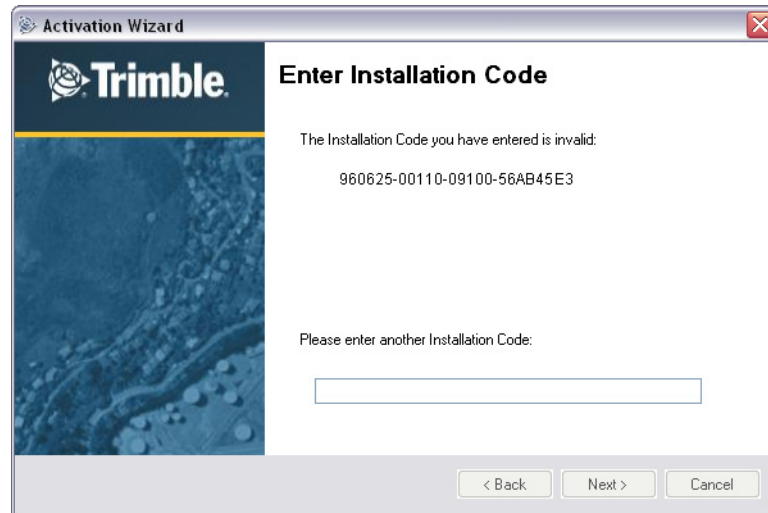 Activation Wizard
Trimble.
Enter Installation Code
The Installation Code you have entered is invalid:
960625-00110-09100-56AB45E3
Please enter another Installation Code:
< Back Next > Cancel